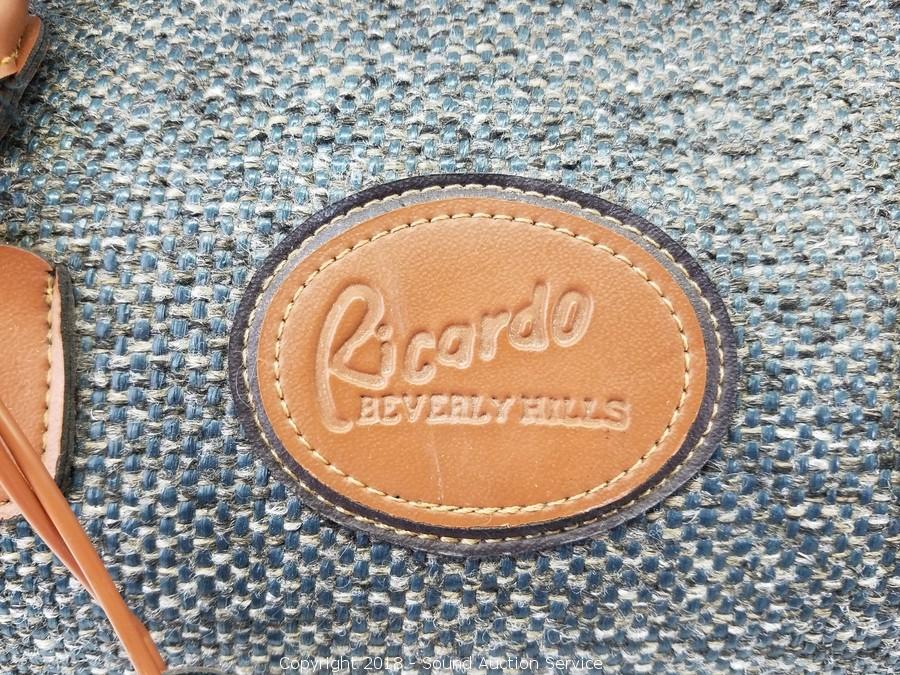 Ricardo
BEVERLY HILLS
Copyright 2018 - Sound Auction Service